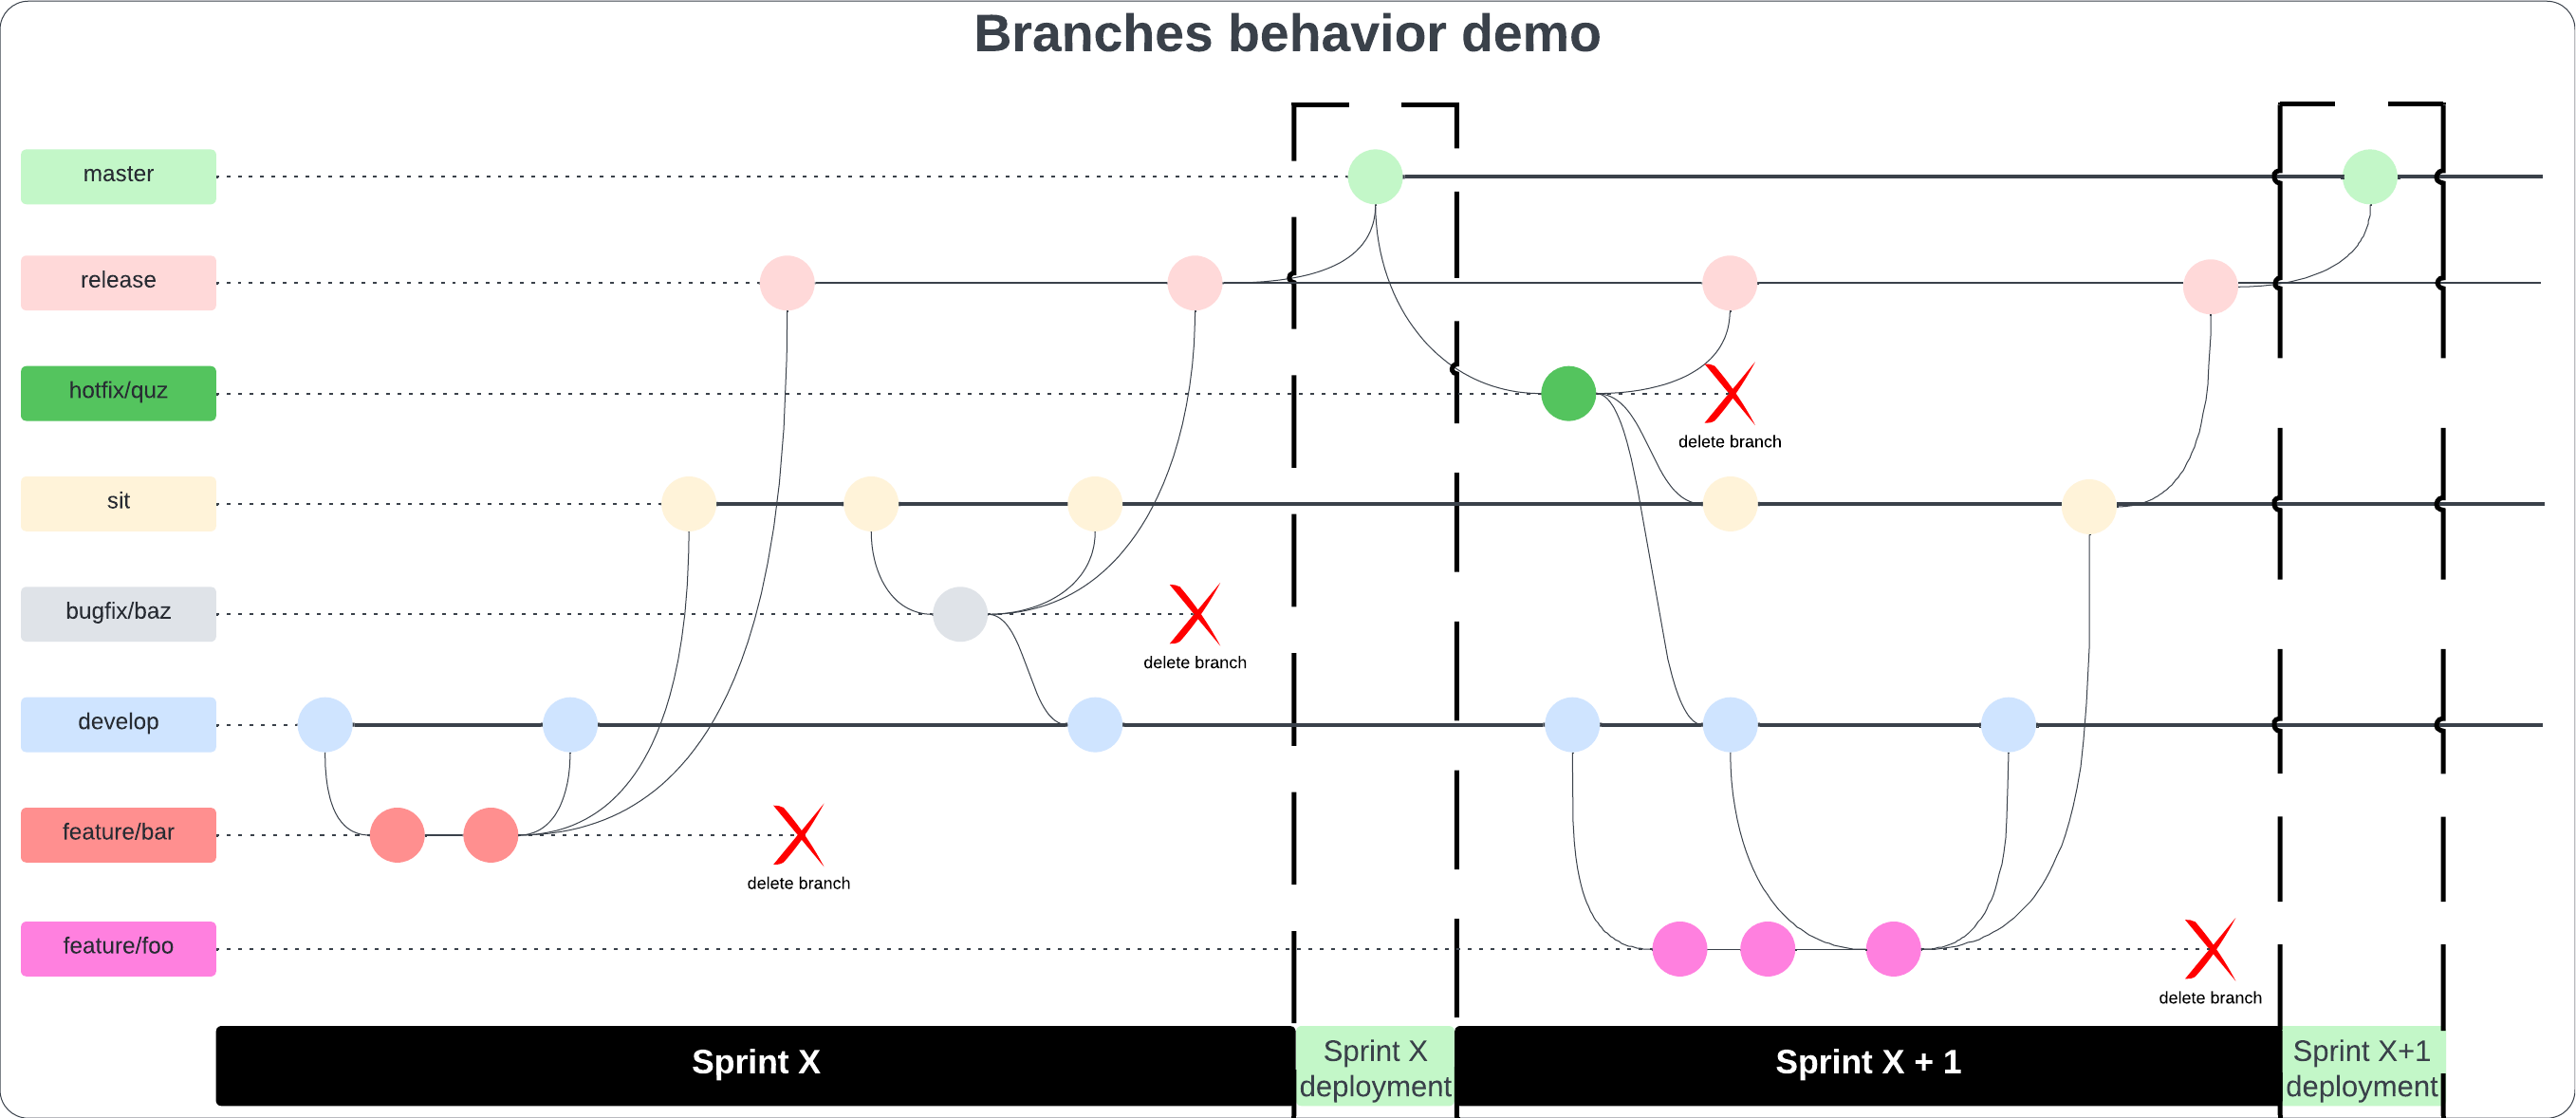 Branches behavior demo
master
release
hotfix/quz
delete branch
sit
bugfix/baz
delete branch
develop
feature/bar
delete branch
feature/foo
delete branch
Sprint X
Sprint X
deployment
Sprint X + 1
Sprint X+1
deployment